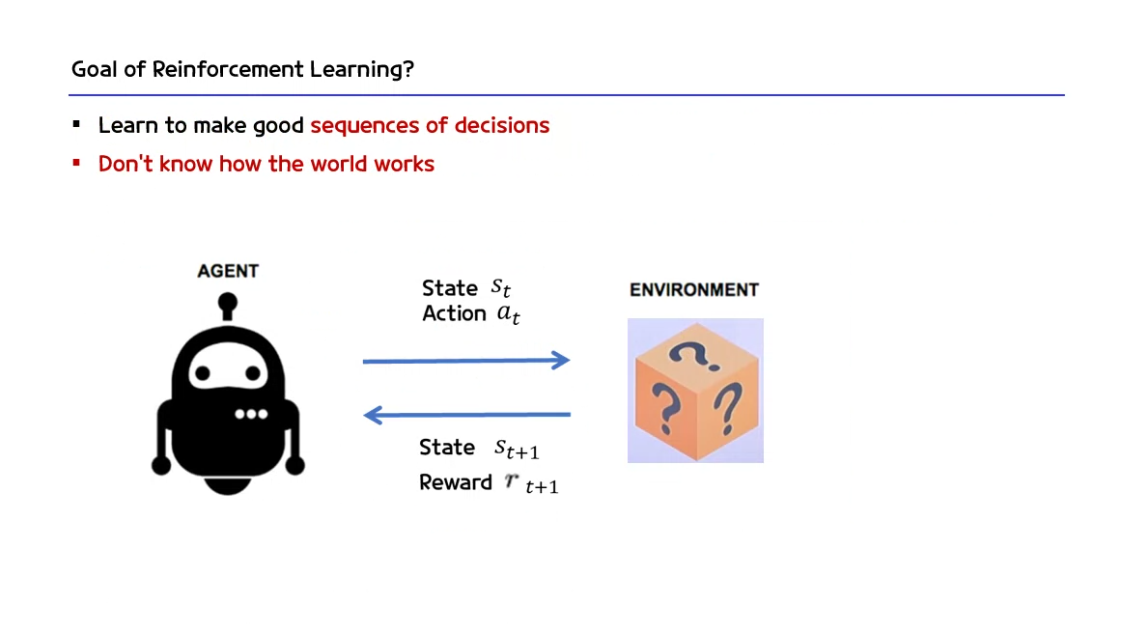 Goal of Reinforcement Learning?
▪ Learn to make good sequences of decisions
▪ Don't know how the world works
AGENT
State s_t
Action a_t
ENVIRONMENT
? ? ?
State s_{t+1}
Reward r_{t+1}